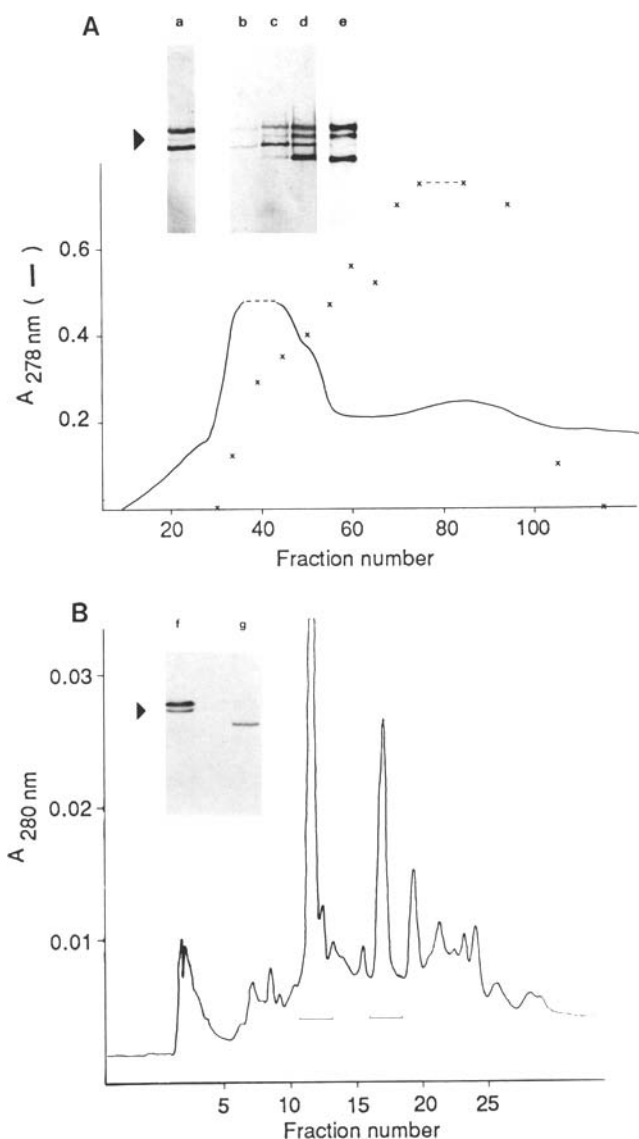 A
a b c d e
0.6
0.4
0.2
A 278 nm ( — )
x x
x x
x
x
x
x
x
x
x
x
x
x
x
20 40 60 80 100
Fraction number
B
f g
0.03
0.02
0.01
A 280 nm
5 10 15 20 25
Fraction number